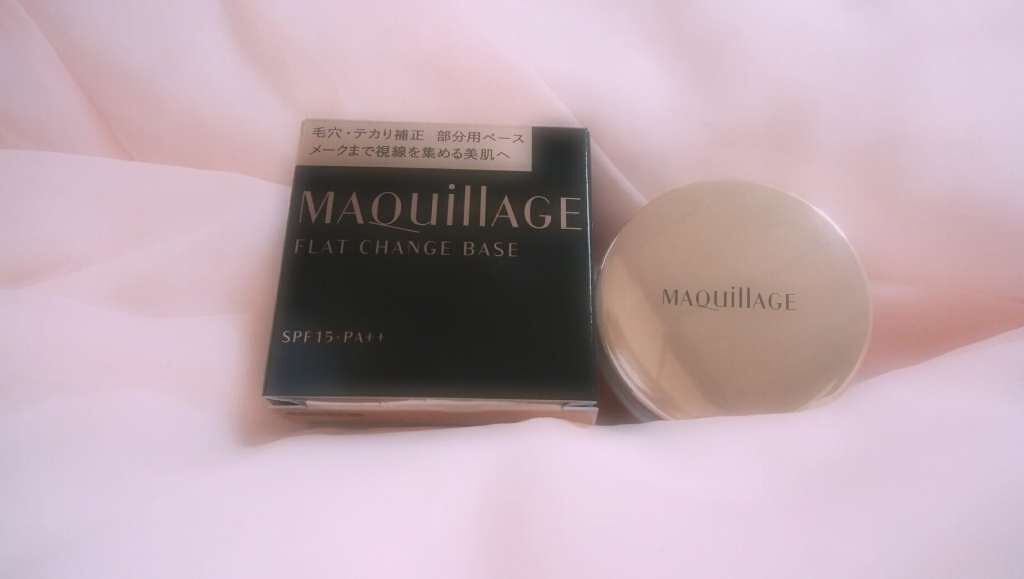 毛穴・テカリ補正 部分用ベース
メークまで視線を集める美肌へ
MAQuillAGE
FLAT CHANGE BASE
SPF15・PA++
MAQuillAGE